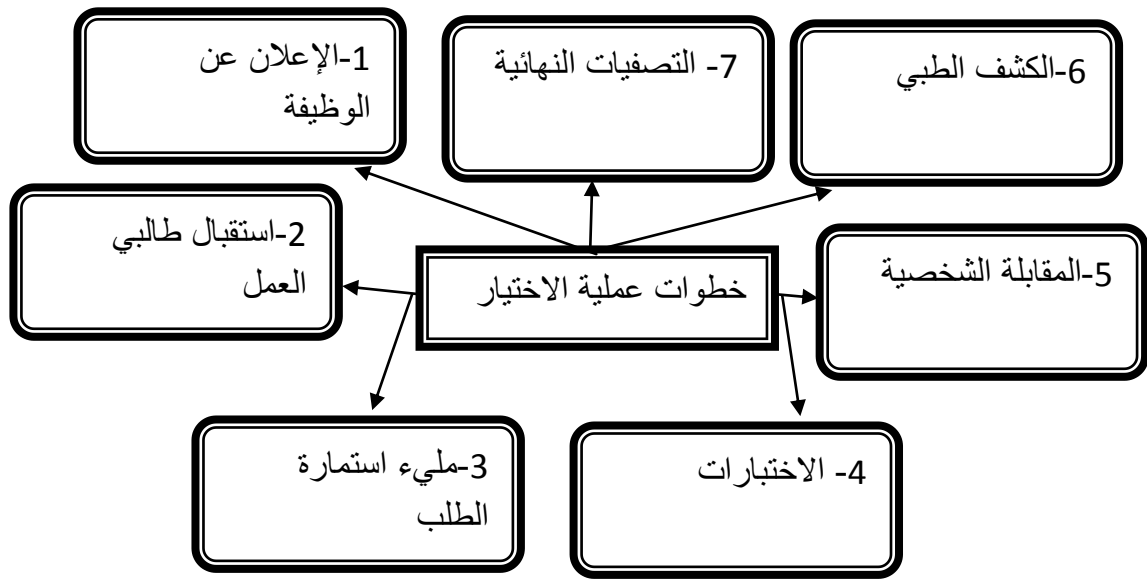 خطوات عملية الاختيار
1-الإعلان عن
الوظيفة
2-استقبال طالبي
العمل
3-مليء استمارة
الطلب
4- الاختبارات
5-المقابلة الشخصية
6-الكشف الطبي
7- التصفيات النهائية